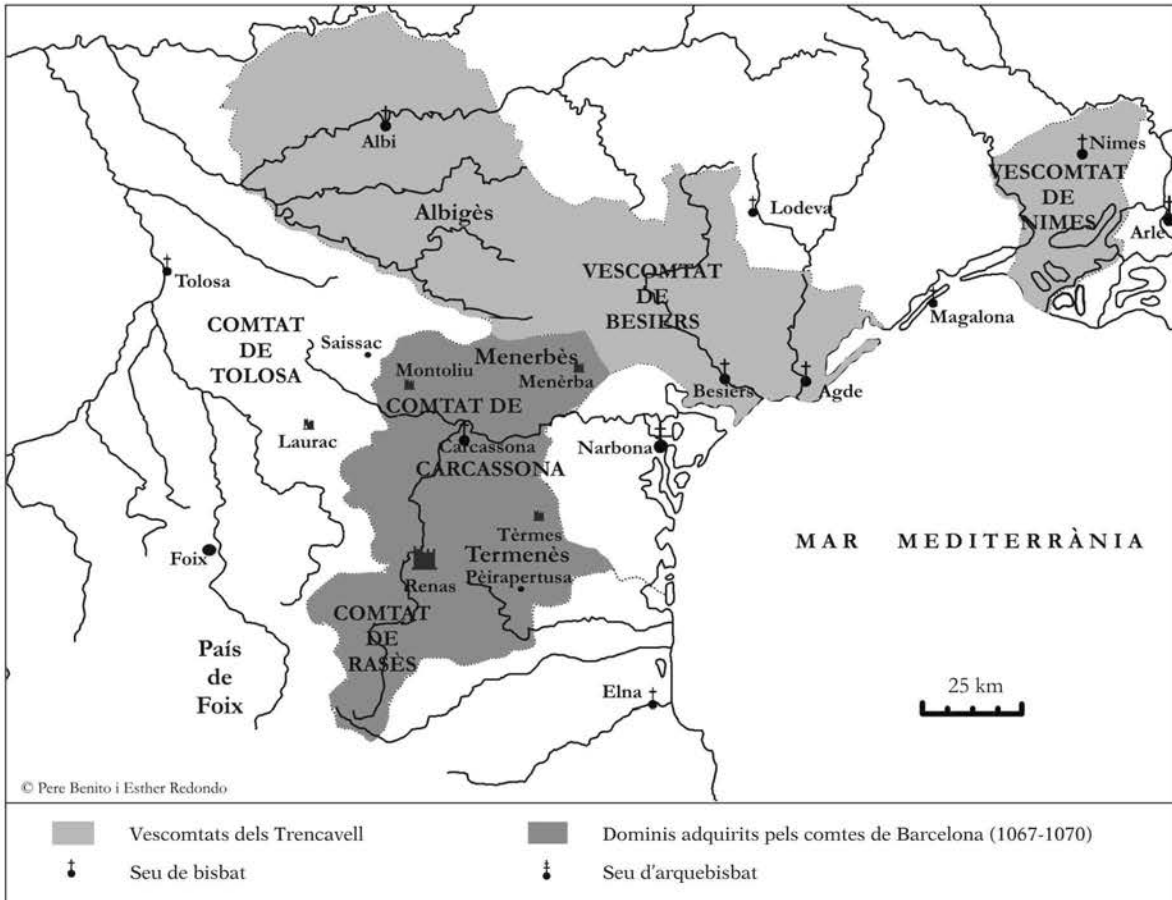 Albi
Nimes
VESCOMTAT
DE
NIMES
Arle
Albigès
Lodeva
Tolosa
VESCOMTAT
DE
BESIERS
Magalona
COMTAT
DE
TOLOSA
Saissac
Menerbès
Montoliu
Menèrba
COMTAT DE
Besiers
Agde
Laurac
Carcassona
CARCASSONA
Narbona
Tèrmes
Termenès
Foix
Renas
Pèirapertusa
MAR MEDITERRÀNIA
COMTAT
DE
RASÈS
País
de
Foix
Elna
25 km
© Pere Benito i Esther Redondo
Vescomtats dels Trencavell
Dominis adquirits pels comtes de Barcelona (1067-1070)
Seu de bisbat
Seu d'arquebisbat